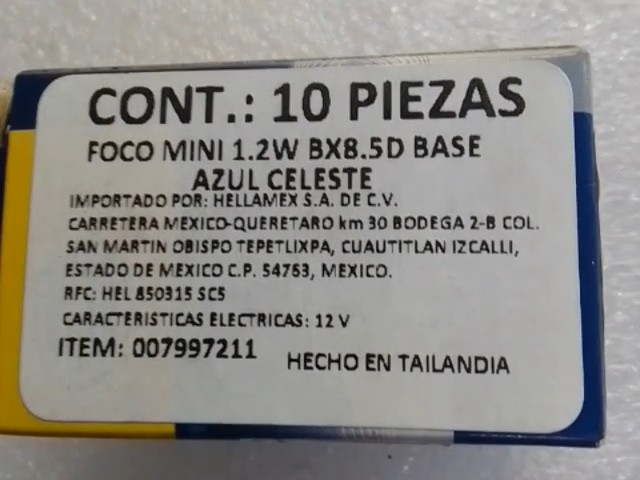 CONT.: 10 PIEZAS
FOCO MINI 1.2W BX8.5D BASE
AZUL CELESTE
IMPORTADO POR: HELLAMEX S.A. DE C.V.
CARRETERA MEXICO-QUERETARO km 30 BODEGA 2-B COL.
SAN MARTIN OBISPO TEPETLIXPA, CUAUTITLAN IZCALLI,
ESTADO DE MEXICO C.P. 54763, MEXICO.
RFC: HEL 850315 SC5
CARACTERISTICAS ELECTRICAS: 12 V
ITEM: 007997211
HECHO EN TAILANDIA